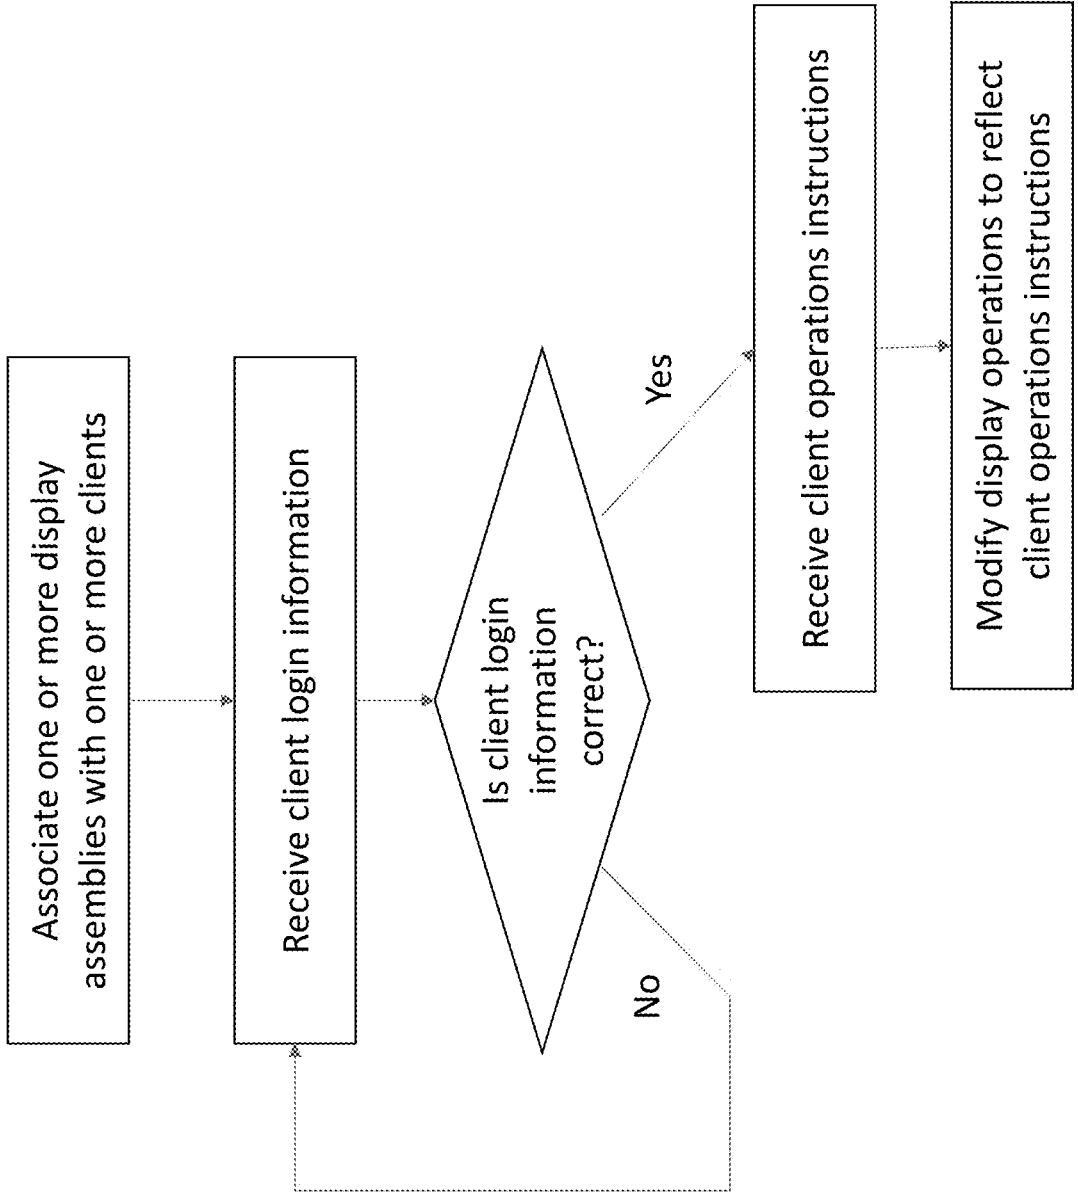 Associate one or more display
assemblies with one or more clients
Receive client login information
Is client login
information
correct?
No
Yes
Receive client operations instructions
Modify display operations to reflect
client operations instructions